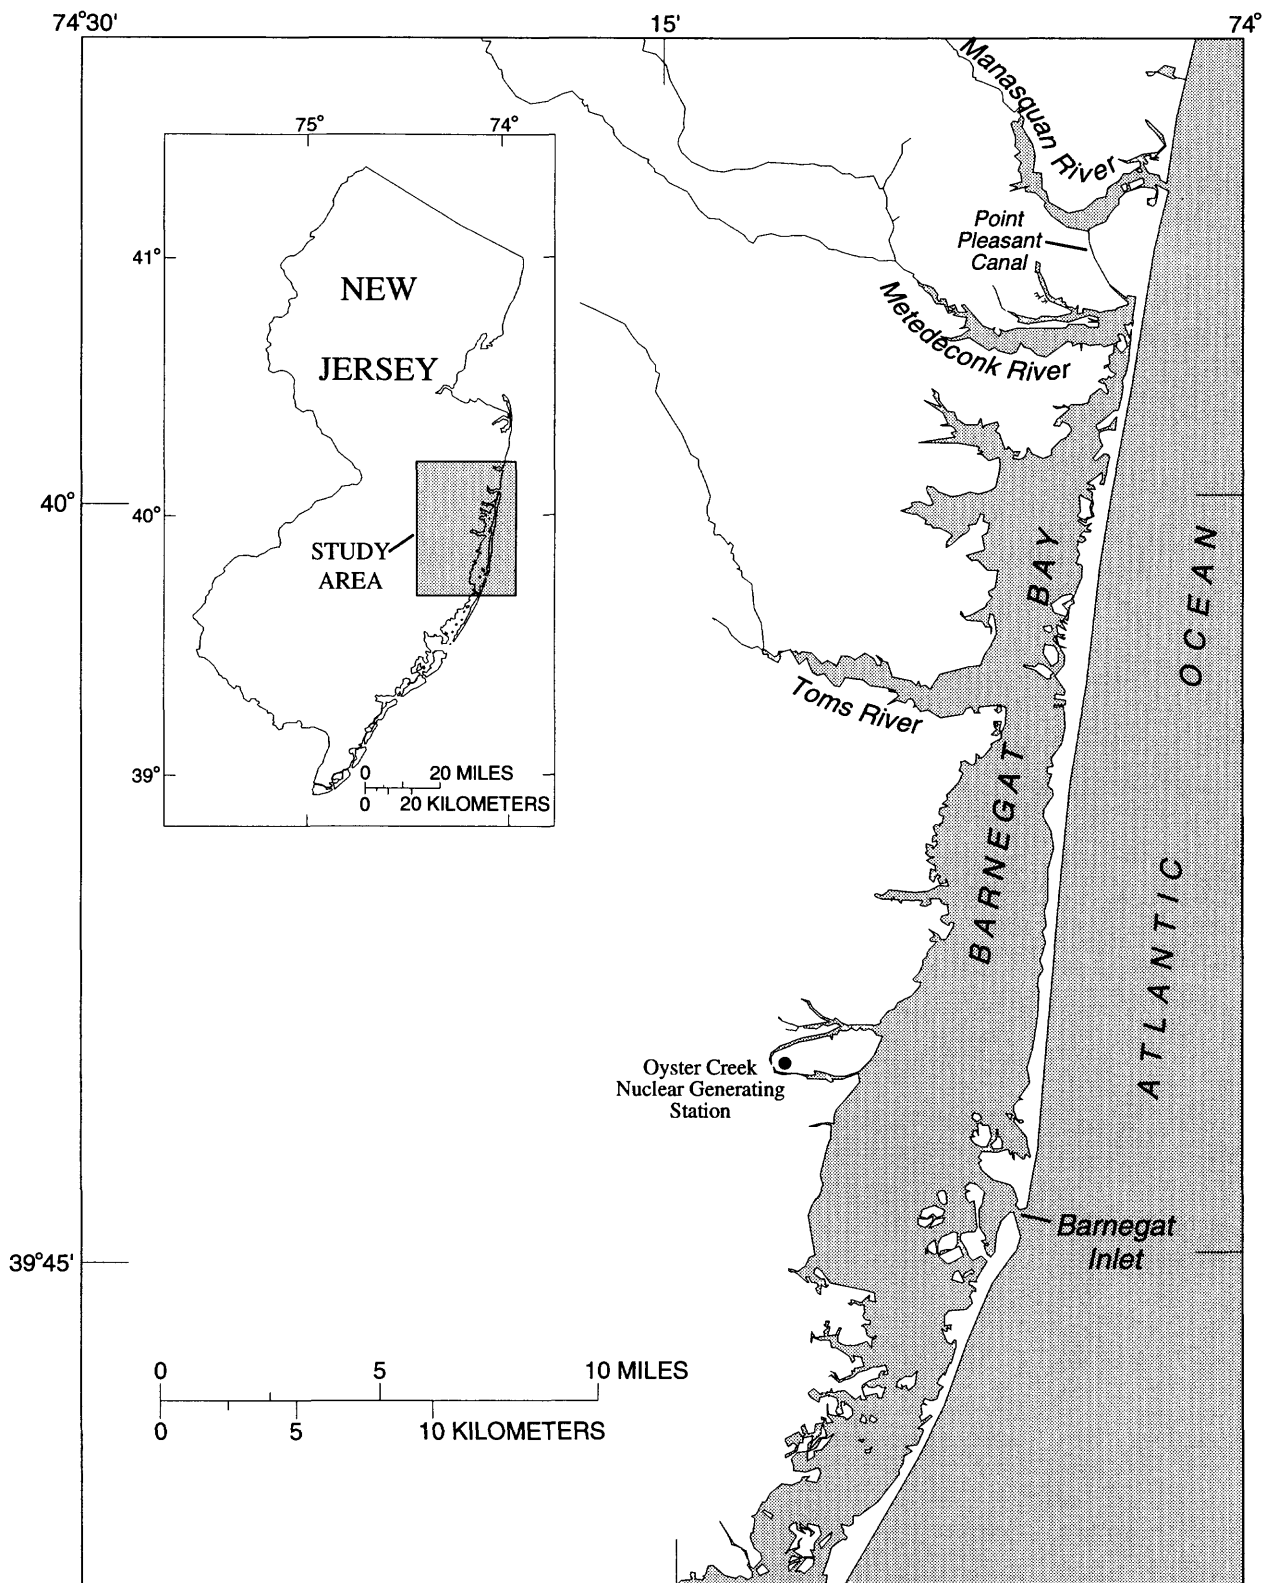 74°30'
15'
74°
Manasquan River
75°
74°
Point
Pleasant
Canal
41°
NEW
Metedeconk River
JERSEY
40°
40°
STUDY
AREA
BARNEGAT BAY
ATLANTIC OCEAN
Toms River
39°
0 20 MILES
0 20 KILOMETERS
Oyster Creek
Nuclear Generating
Station
Barnegat
Inlet
39°45'
0 5 10 MILES
0 5 10 KILOMETERS